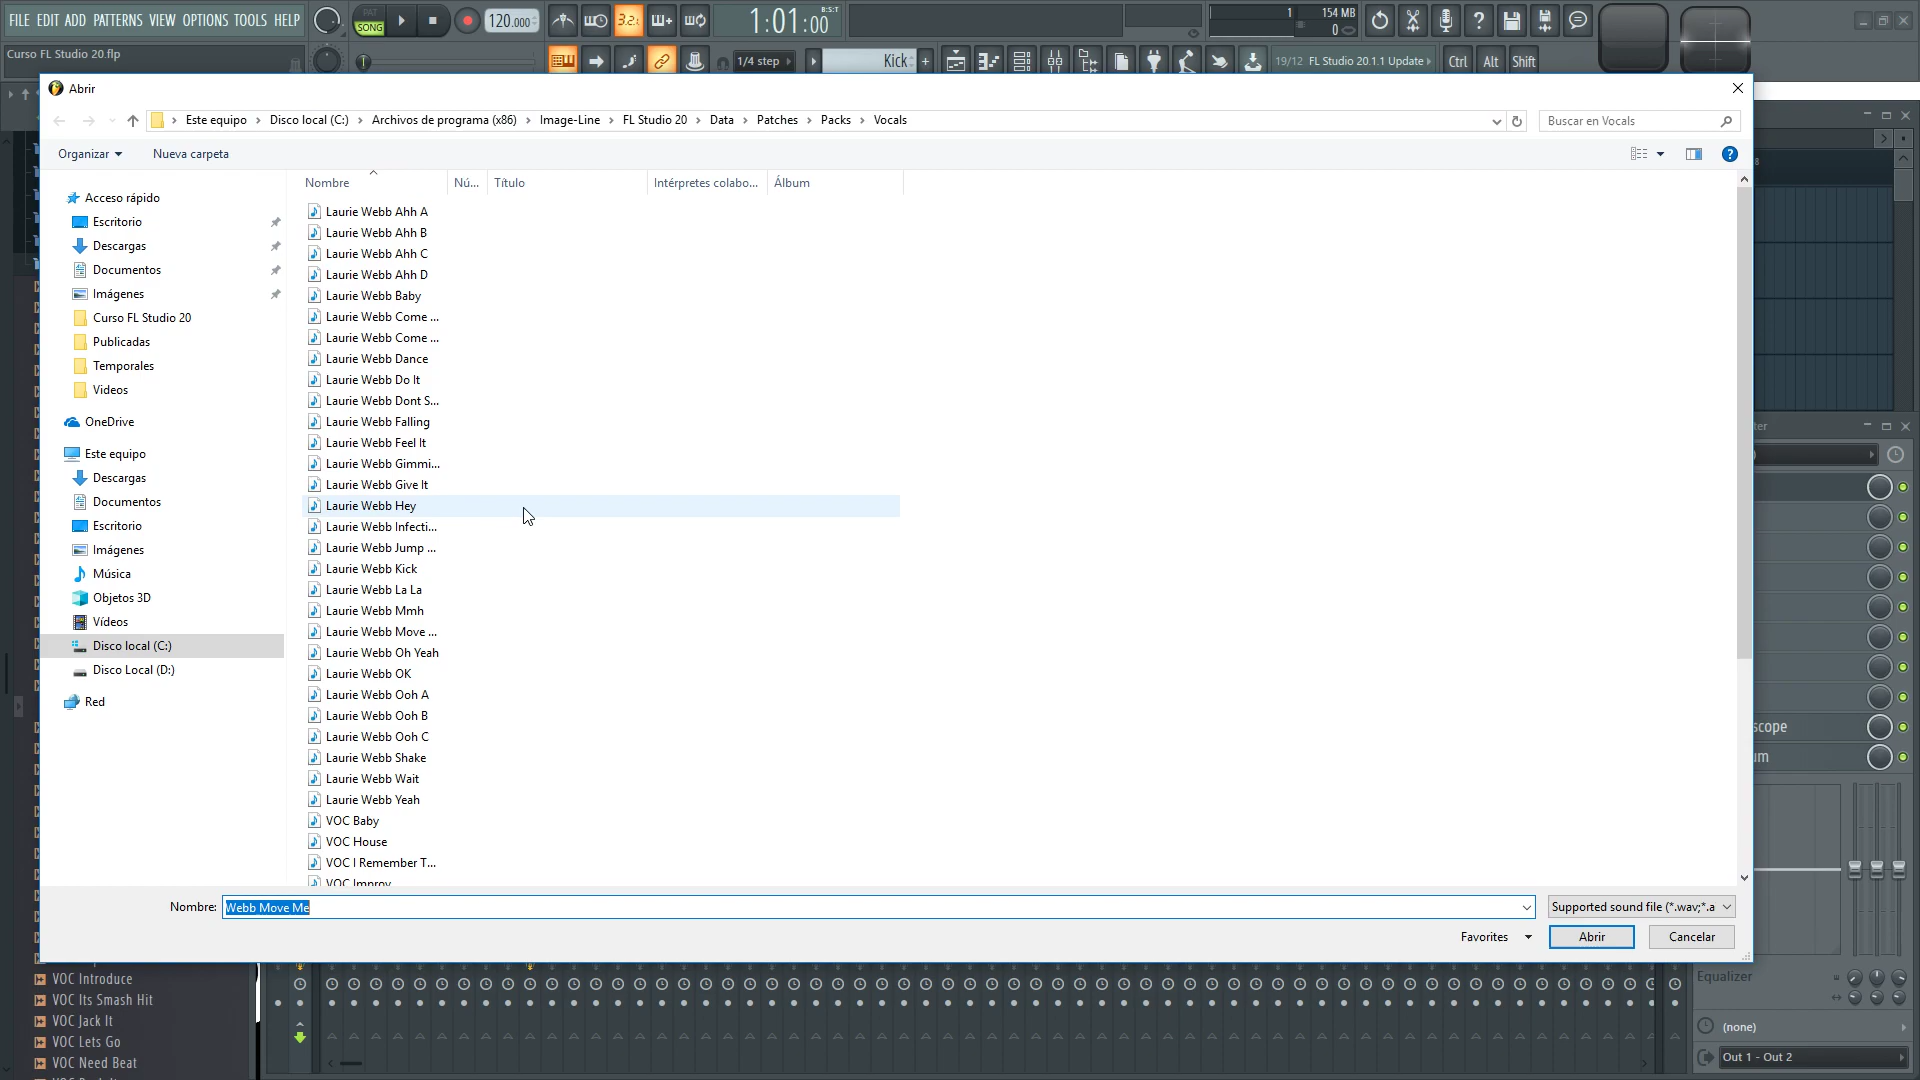 FILE EDIT ADD PATTERNS VIEW OPTIONS TOOLS HELP
PAT
SONG
120.000
3.2.
1:01:00
B:S:T
1
154 MB
0
Curso FL Studio 20.flp
1/4 step
Kick
19/12 FL Studio 20.1.1 Update
Ctrl
Alt
Shift
Abrir
Este equipo
Disco local (C:)
Archivos de programa (x86)
Image-Line
FL Studio 20
Data
Patches
Packs
Vocals
Buscar en Vocals
Organizar
Nueva carpeta
Nombre
Nú...
Título
Intérpretes colabo...
Álbum
Acceso rápido
Escritorio
Descargas
Documentos
Imágenes
Curso FL Studio 20
Publicadas
Temporales
Videos
OneDrive
Este equipo
Descargas
Documentos
Escritorio
Imágenes
Música
Objetos 3D
Vídeos
Disco local (C:)
Disco Local (D:)
Red
Laurie Webb Ahh A
Laurie Webb Ahh B
Laurie Webb Ahh C
Laurie Webb Ahh D
Laurie Webb Baby
Laurie Webb Come ...
Laurie Webb Come ...
Laurie Webb Dance
Laurie Webb Do It
Laurie Webb Dont S...
Laurie Webb Falling
Laurie Webb Feel It
Laurie Webb Gimmi...
Laurie Webb Give It
Laurie Webb Hey
Laurie Webb Infecti...
Laurie Webb Jump ...
Laurie Webb Kick
Laurie Webb La La
Laurie Webb Mmh
Laurie Webb Move ...
Laurie Webb Oh Yeah
Laurie Webb OK
Laurie Webb Ooh A
Laurie Webb Ooh B
Laurie Webb Ooh C
Laurie Webb Shake
Laurie Webb Wait
Laurie Webb Yeah
VOC Baby
VOC House
VOC I Remember T...
VOC Improv
Nombre:
Webb Move Me
Supported sound file (*.wav;*.a
Favorites
Abrir
Cancelar
VOC Introduce
VOC Its Smash Hit
VOC Jack It
VOC Lets Go
VOC Need Beat
ter
scope
um
Equalizer
(none)
Out 1 - Out 2